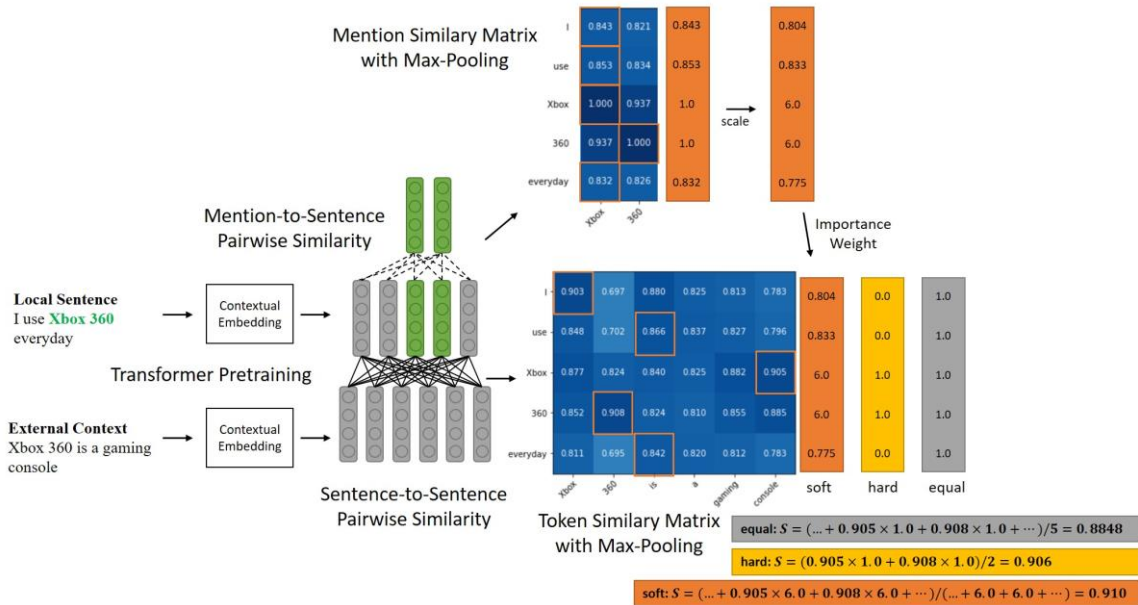 Mention Similary Matrix
with Max-Pooling
I 0.843 0.821 0.843 0.804
use 0.853 0.834 0.853 0.833
Xbox 1.000 0.937 1.0 6.0
scale
360 0.937 1.000 1.0 6.0
everyday 0.832 0.826 0.832 0.775
Xbox 360
Mention-to-Sentence
Pairwise Similarity
Importance
Weight
Local Sentence
I use Xbox 360
everyday
Contextual
Embedding
Transformer Pretraining
External Context
Xbox 360 is a gaming
console
Contextual
Embedding
Sentence-to-Sentence
Pairwise Similarity
I 0.903 0.697 0.880 0.825 0.813 0.783 0.804 0.0 1.0
use 0.848 0.702 0.866 0.837 0.827 0.796 0.833 0.0 1.0
Xbox 0.877 0.824 0.840 0.825 0.882 0.905 6.0 1.0 1.0
360 0.852 0.908 0.824 0.810 0.855 0.885 6.0 1.0 1.0
everyday 0.811 0.695 0.842 0.820 0.812 0.783 0.775 0.0 1.0
Xbox 360 is a gaming console
soft hard equal
Token Similary Matrix
with Max-Pooling
equal: S = (… + 0.905 × 1.0 + 0.908 × 1.0 + ⋯)/5 = 0.8848
hard: S = (0.905 × 1.0 + 0.908 × 1.0)/2 = 0.906
soft: S = (… + 0.905 × 6.0 + 0.908 × 6.0 + ⋯)/(… + 6.0 + 6.0 + ⋯) = 0.910